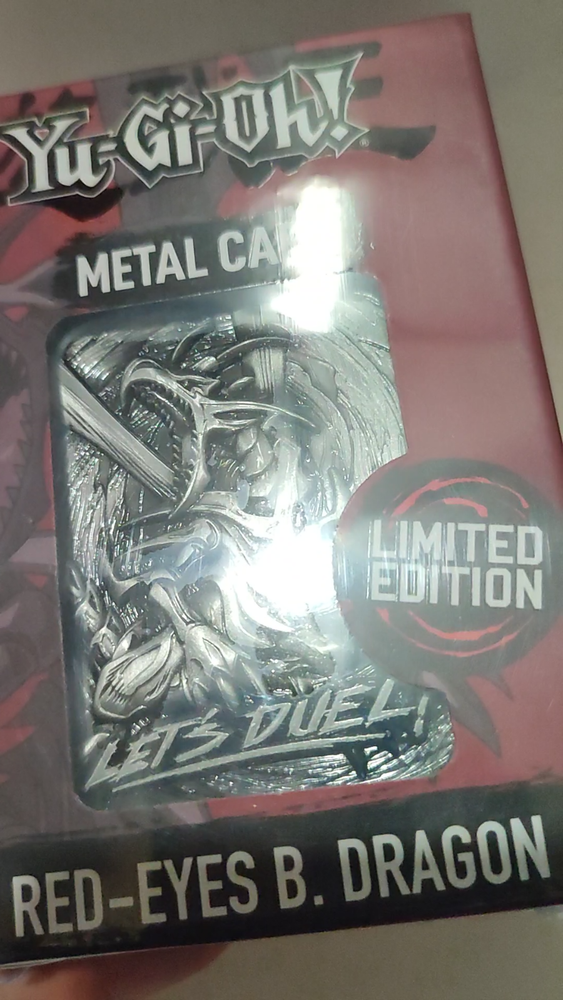 Yu-Gi-Oh!
METAL CA
LIMITED
EDITION
LET'S DUEL!
RED-EYES B. DRAGON